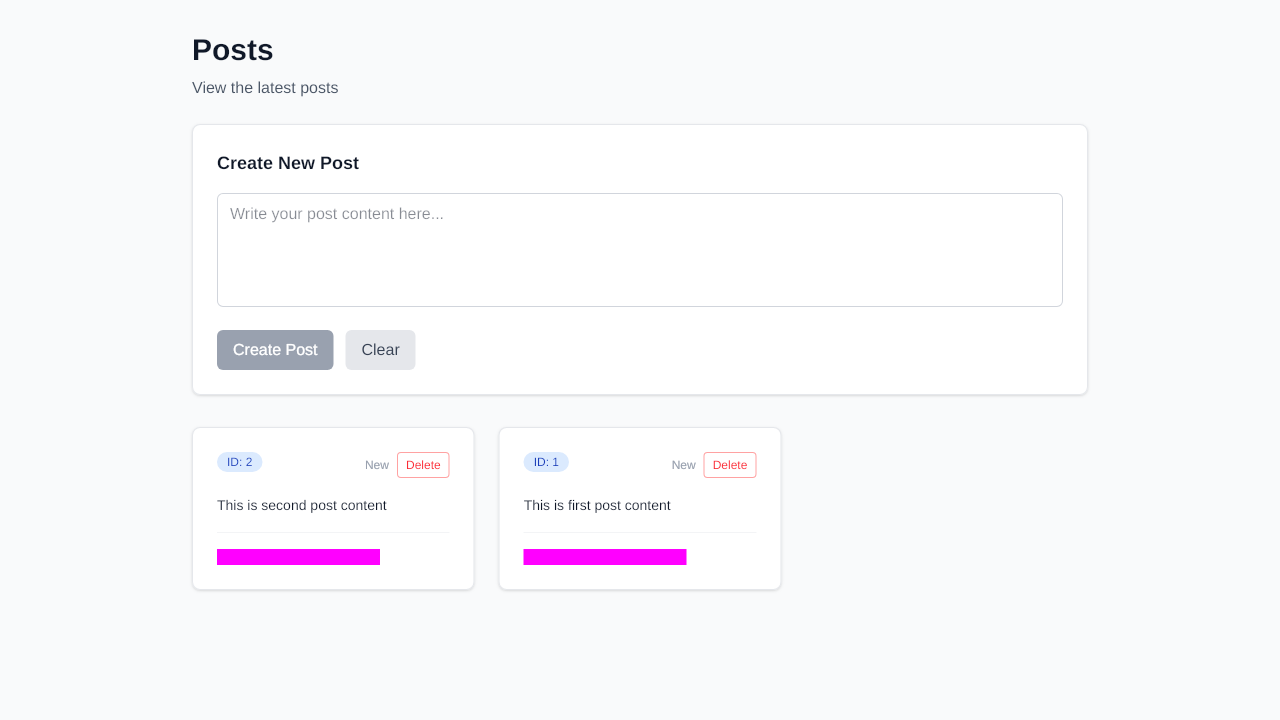 Posts
View the latest posts
Create New Post
Write your post content here...
Create Post
Clear
ID: 2
New
Delete
This is second post content
ID: 1
New
Delete
This is first post content